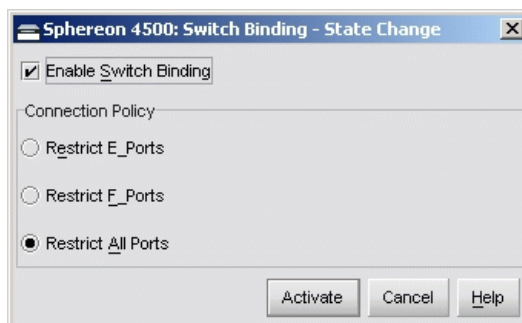 Sphereon 4500: Switch Binding - State Change
Enable Switch Binding
Connection Policy
Restrict E_Ports
Restrict F_Ports
Restrict All Ports
Activate Cancel Help